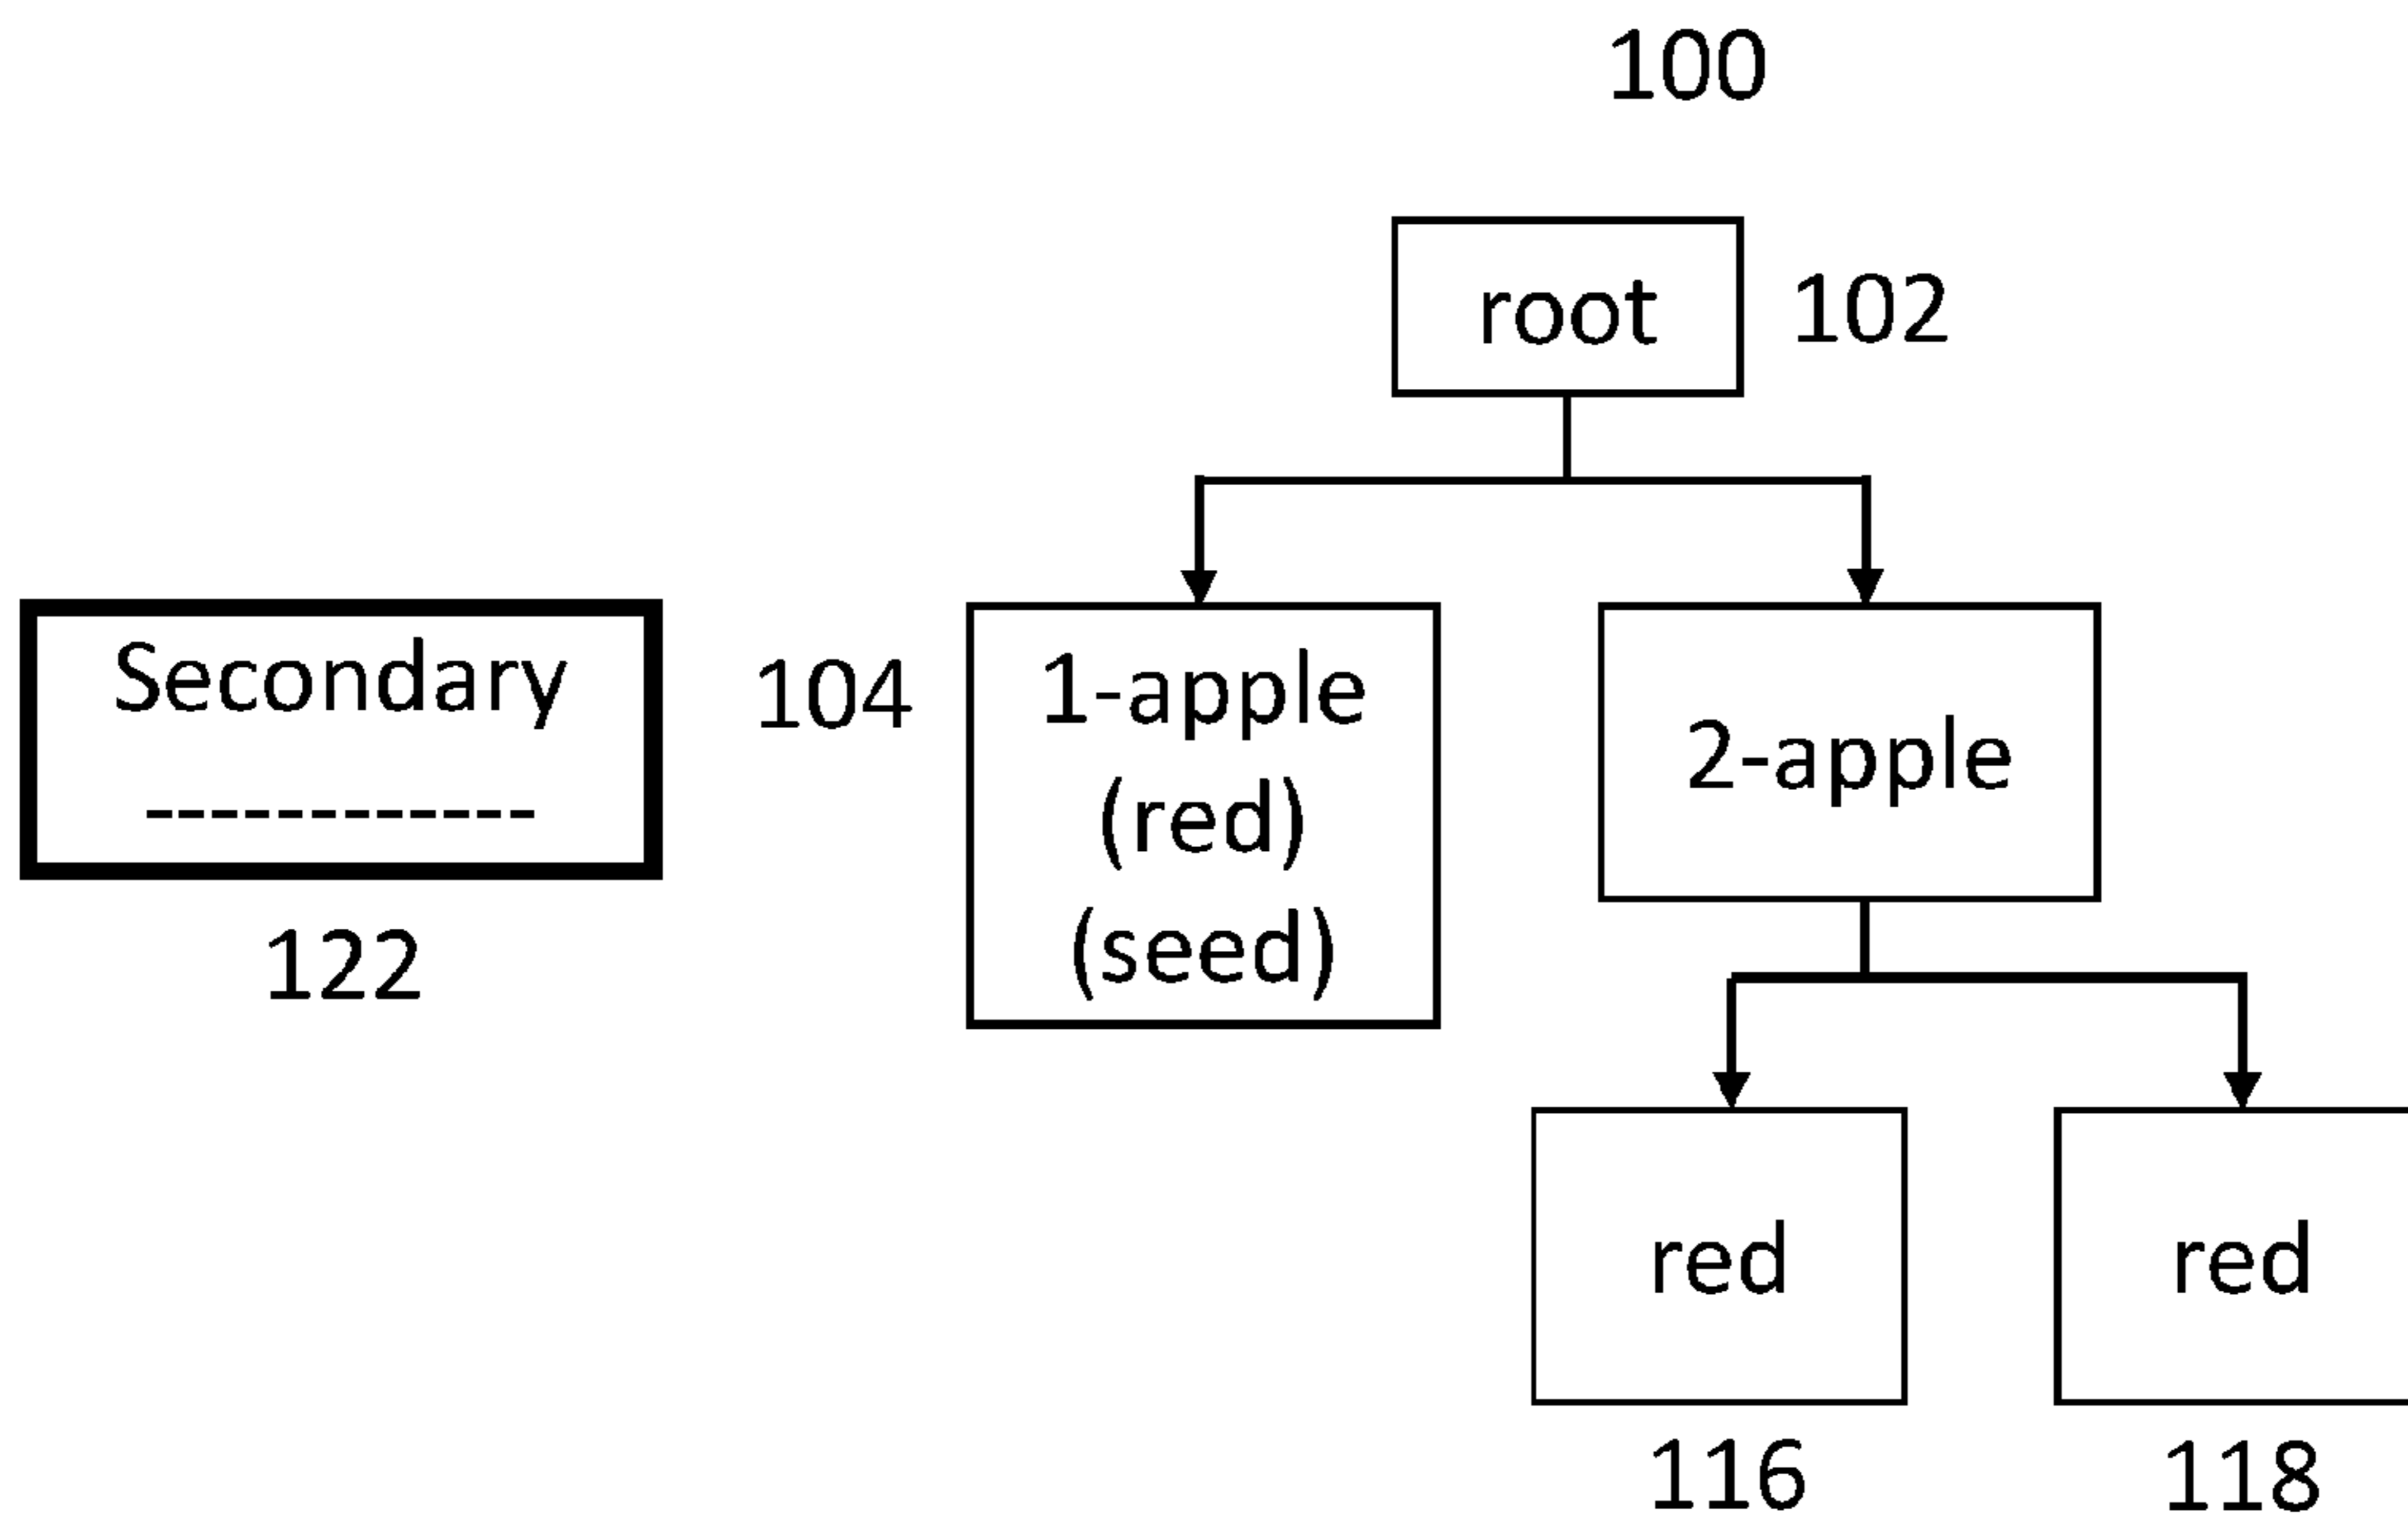 100
root
102
Secondary
------------
122
104
1-apple
(red)
(seed)
2-apple
red
red
116
118